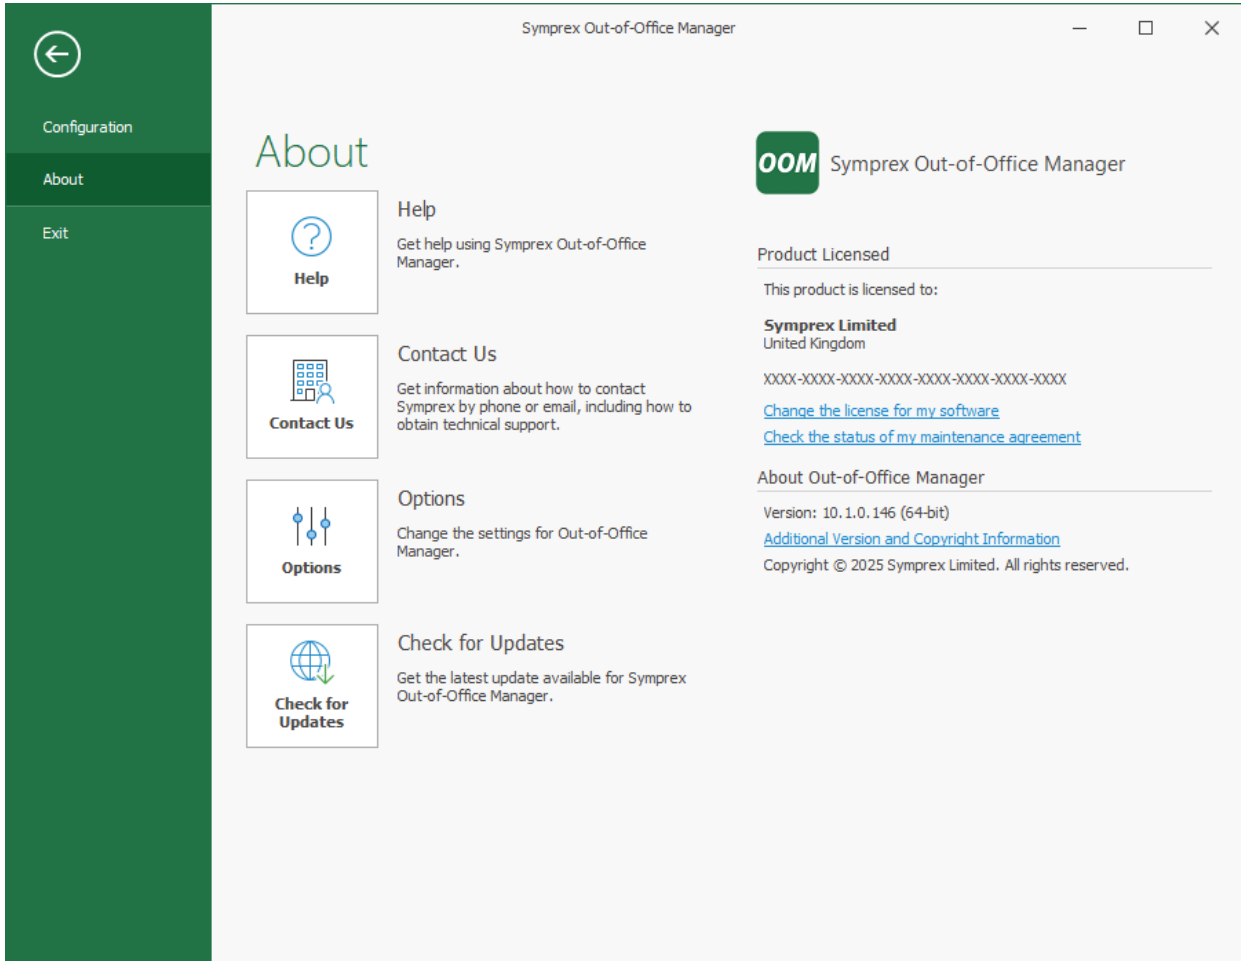 Symprex Out-of-Office Manager
Configuration
About
Exit
About
Help
Help
Get help using Symprex Out-of-Office
Manager.
Contact Us
Contact Us
Get information about how to contact
Symprex by phone or email, including how to
obtain technical support.
Options
Options
Change the settings for Out-of-Office
Manager.
Check for
Updates
Check for Updates
Get the latest update available for Symprex
Out-of-Office Manager.
OOM
Symprex Out-of-Office Manager
Product Licensed
This product is licensed to:
Symprex Limited
United Kingdom
XXXX-XXXX-XXXX-XXXX-XXXX-XXXX-XXXX-XXXX
Change the license for my software
Check the status of my maintenance agreement
About Out-of-Office Manager
Version: 10.1.0.146 (64-bit)
Additional Version and Copyright Information
Copyright © 2025 Symprex Limited. All rights reserved.